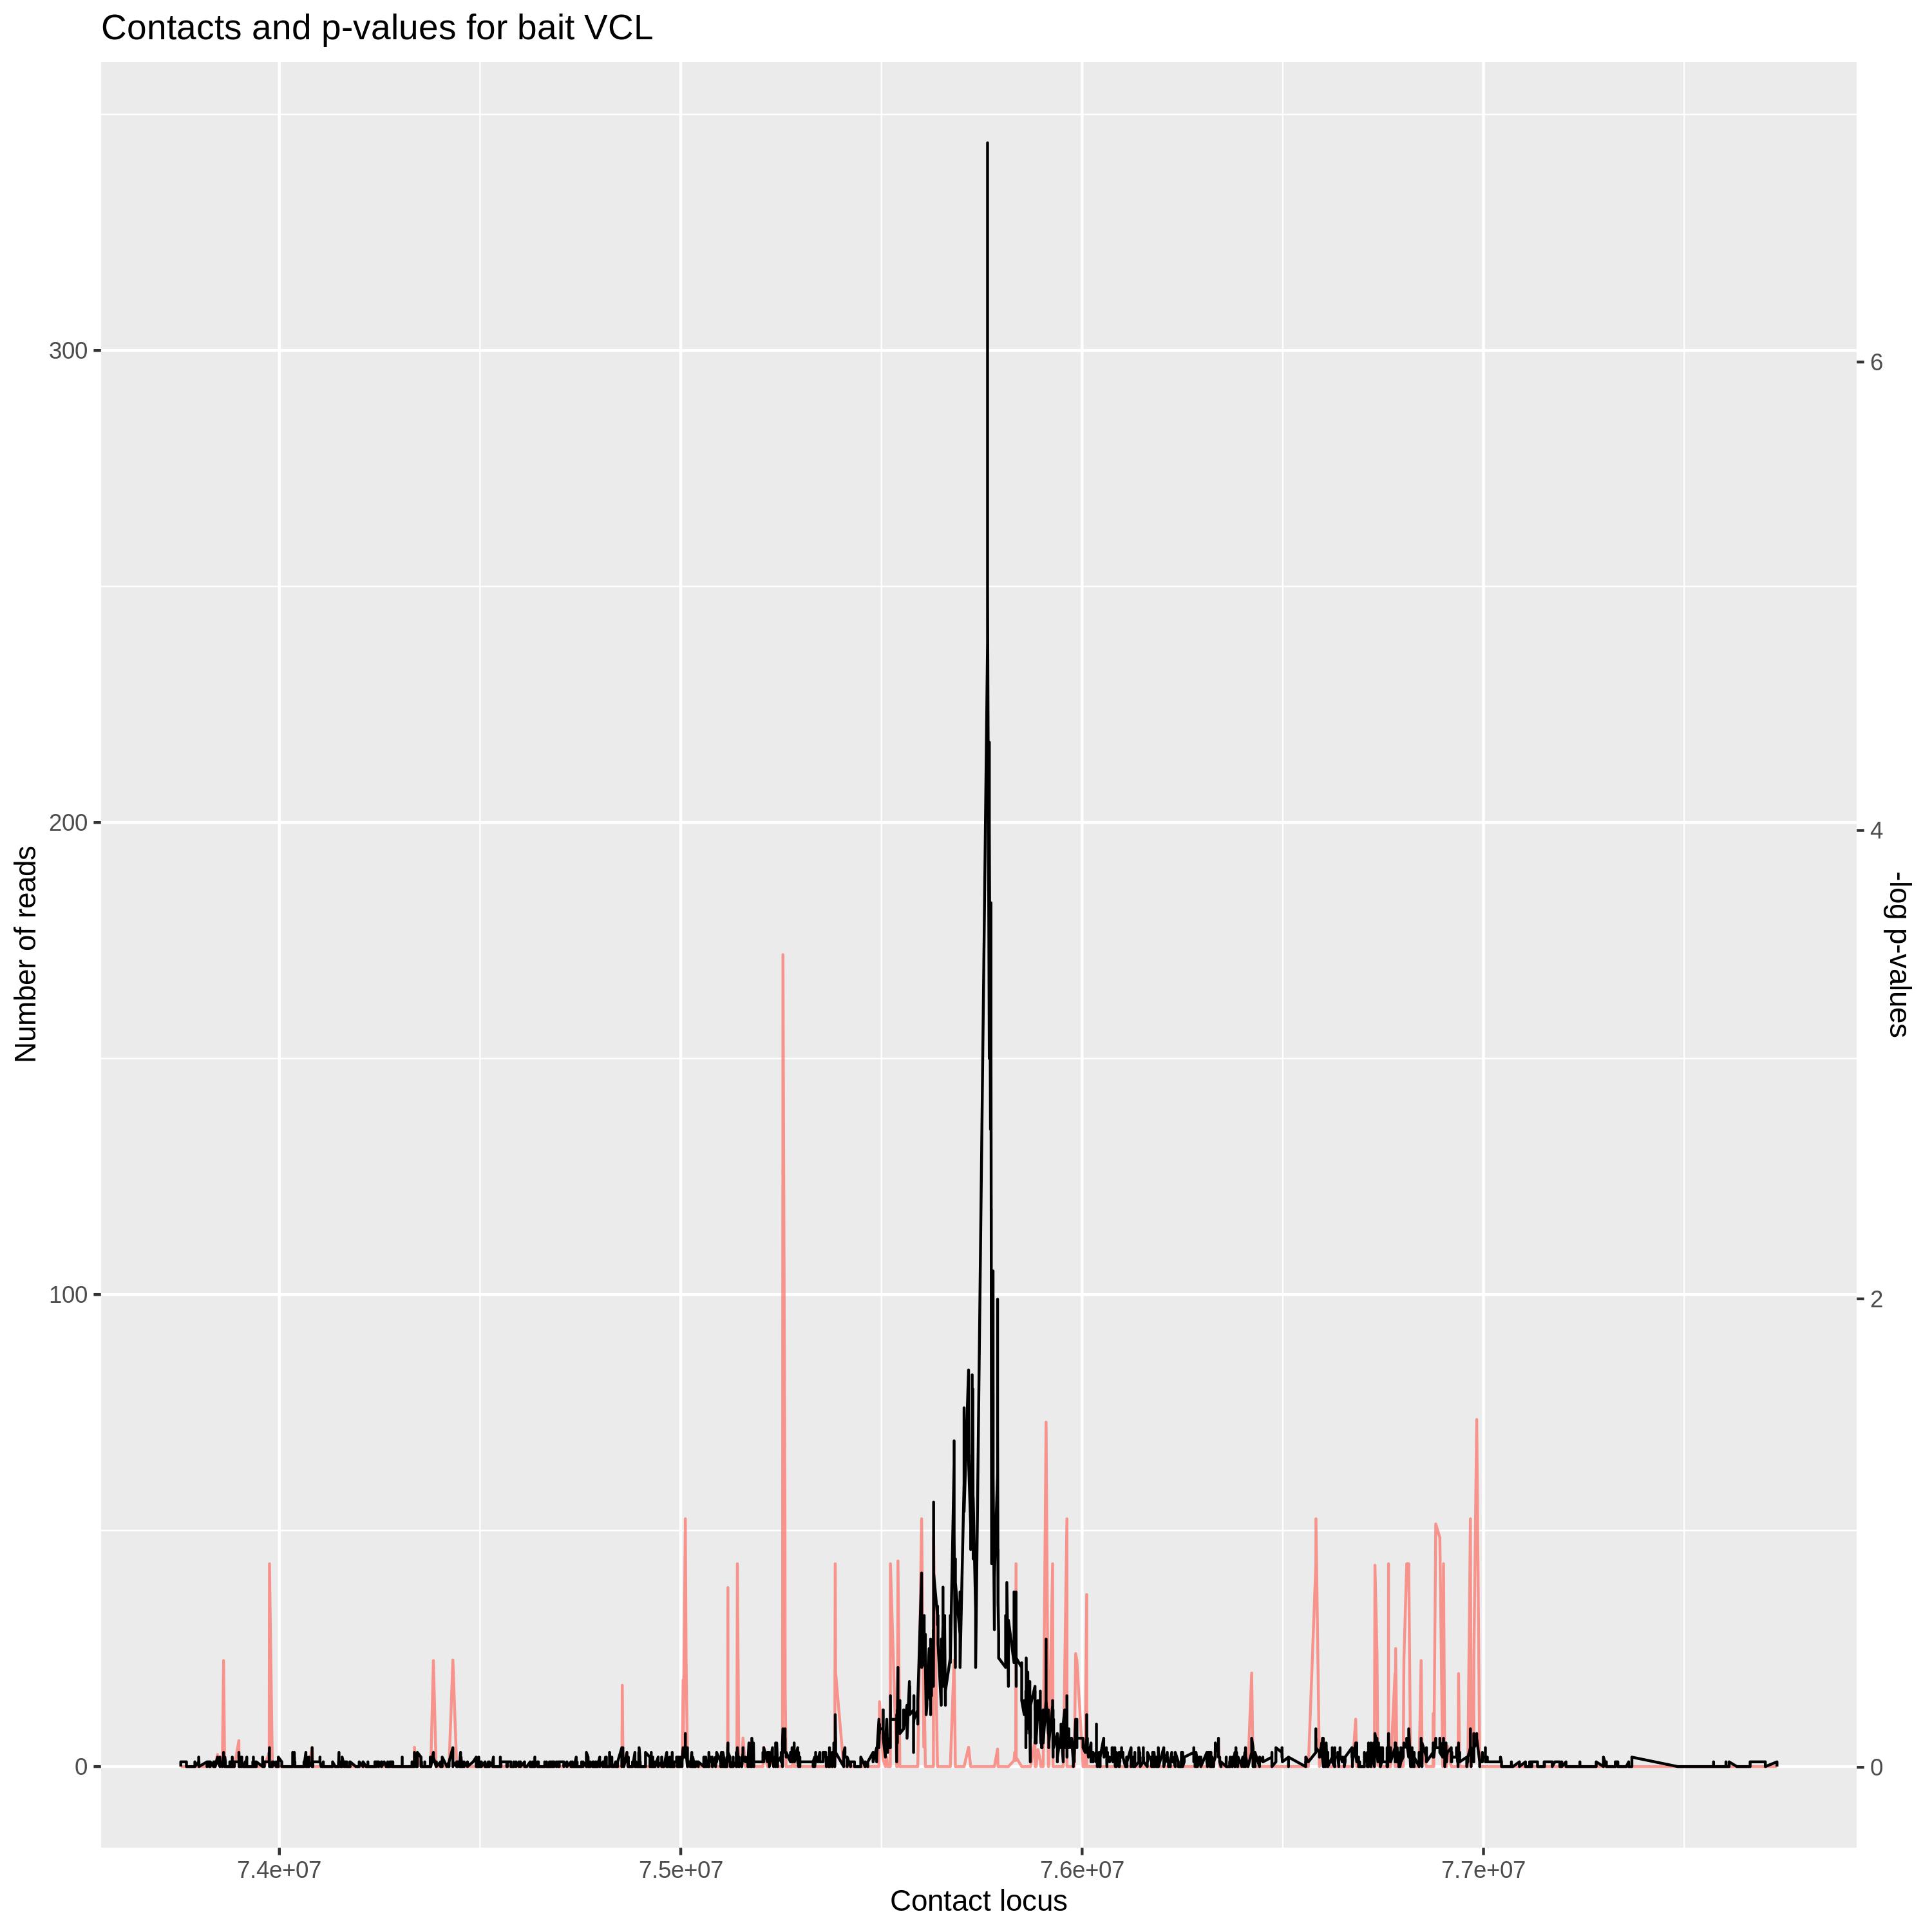 Contacts and p-values for bait VCL
300
200
100
0
Number of reads
6
4
2
0
-log p-values
7.4e+07 7.5e+07 7.6e+07 7.7e+07
Contact locus